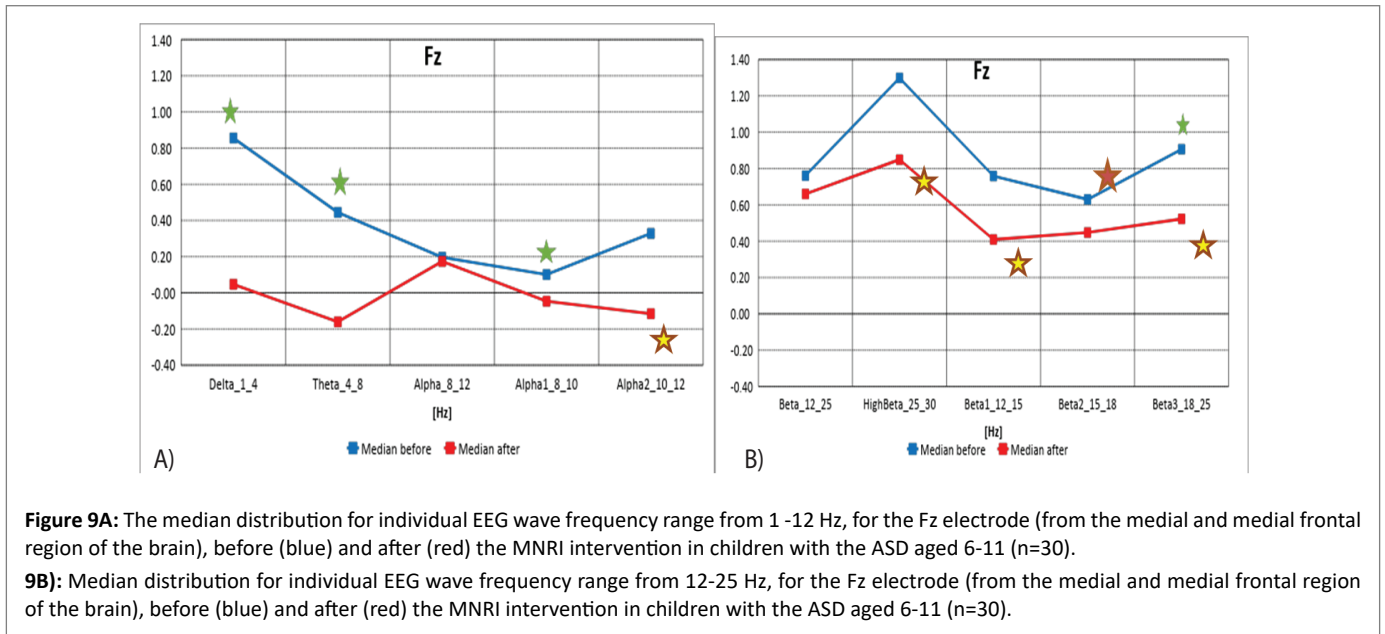 Fz
1.40
1.20
1.00
0.80
0.60
0.40
0.20
-0.00
-0.20
-0.40
Delta_1_4 Theta_4_8 Alpha_8_12 Alpha1_8_10 Alpha2_10_12
[Hz]
Median before Median after
A)
Fz
1.40
1.20
1.00
0.80
0.60
0.40
0.20
0.00
-0.20
-0.40
Beta_12_25 HighBeta_25_30 Beta1_12_15 Beta2_15_18 Beta3_18_25
[Hz]
Median before Median after
B)
Figure 9A: The median distribution for individual EEG wave frequency range from 1 -12 Hz, for the Fz electrode (from the medial and medial frontal
region of the brain), before (blue) and after (red) the MNRI intervention in children with the ASD aged 6-11 (n=30).
9B): Median distribution for individual EEG wave frequency range from 12-25 Hz, for the Fz electrode (from the medial and medial frontal region
of the brain), before (blue) and after (red) the MNRI intervention in children with the ASD aged 6-11 (n=30).